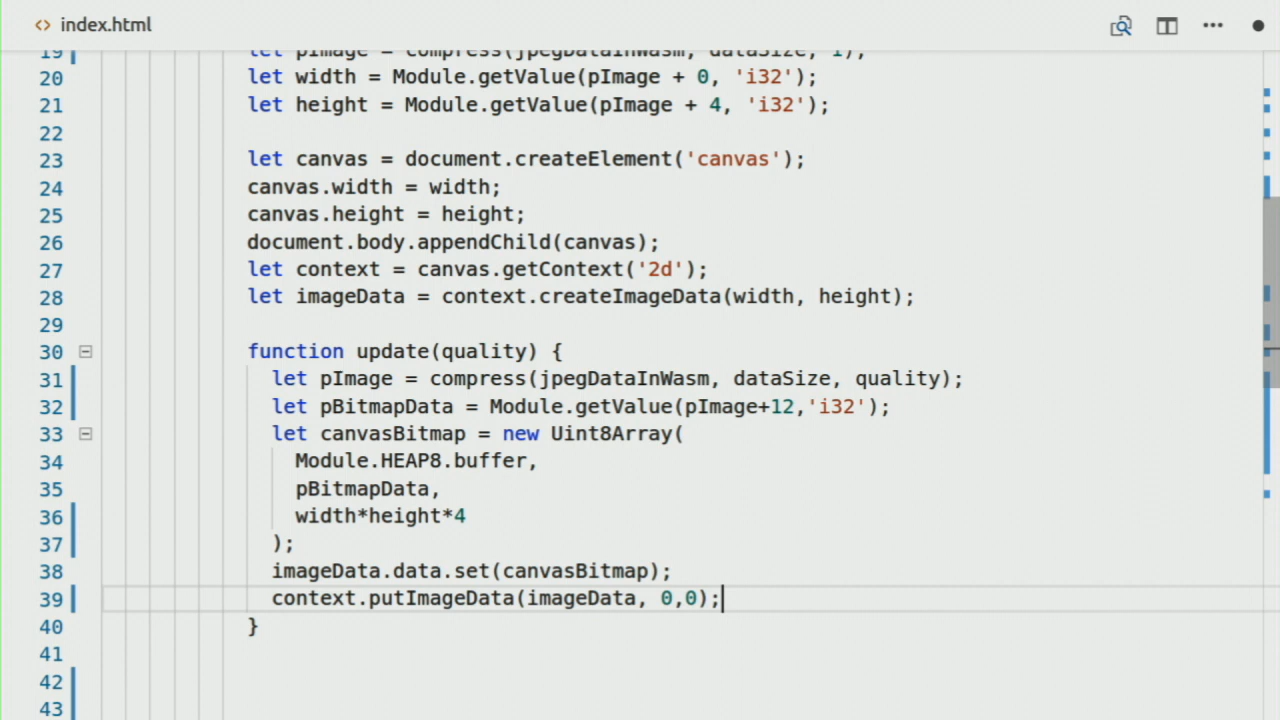 index.html
19 let pImage = compress(jpegDataInWasm, dataSize, 1);
20 let width = Module.getValue(pImage + 0, 'i32');
21 let height = Module.getValue(pImage + 4, 'i32');
22
23 let canvas = document.createElement('canvas');
24 canvas.width = width;
25 canvas.height = height;
26 document.body.appendChild(canvas);
27 let context = canvas.getContext('2d');
28 let imageData = context.createImageData(width, height);
29
30 function update(quality) {
31 let pImage = compress(jpegDataInWasm, dataSize, quality);
32 let pBitmapData = Module.getValue(pImage+12,'i32');
33 let canvasBitmap = new Uint8Array(
34 Module.HEAP8.buffer,
35 pBitmapData,
36 width*height*4
37 );
38 imageData.data.set(canvasBitmap);
39 context.putImageData(imageData, 0,0);
40 }
41
42
43